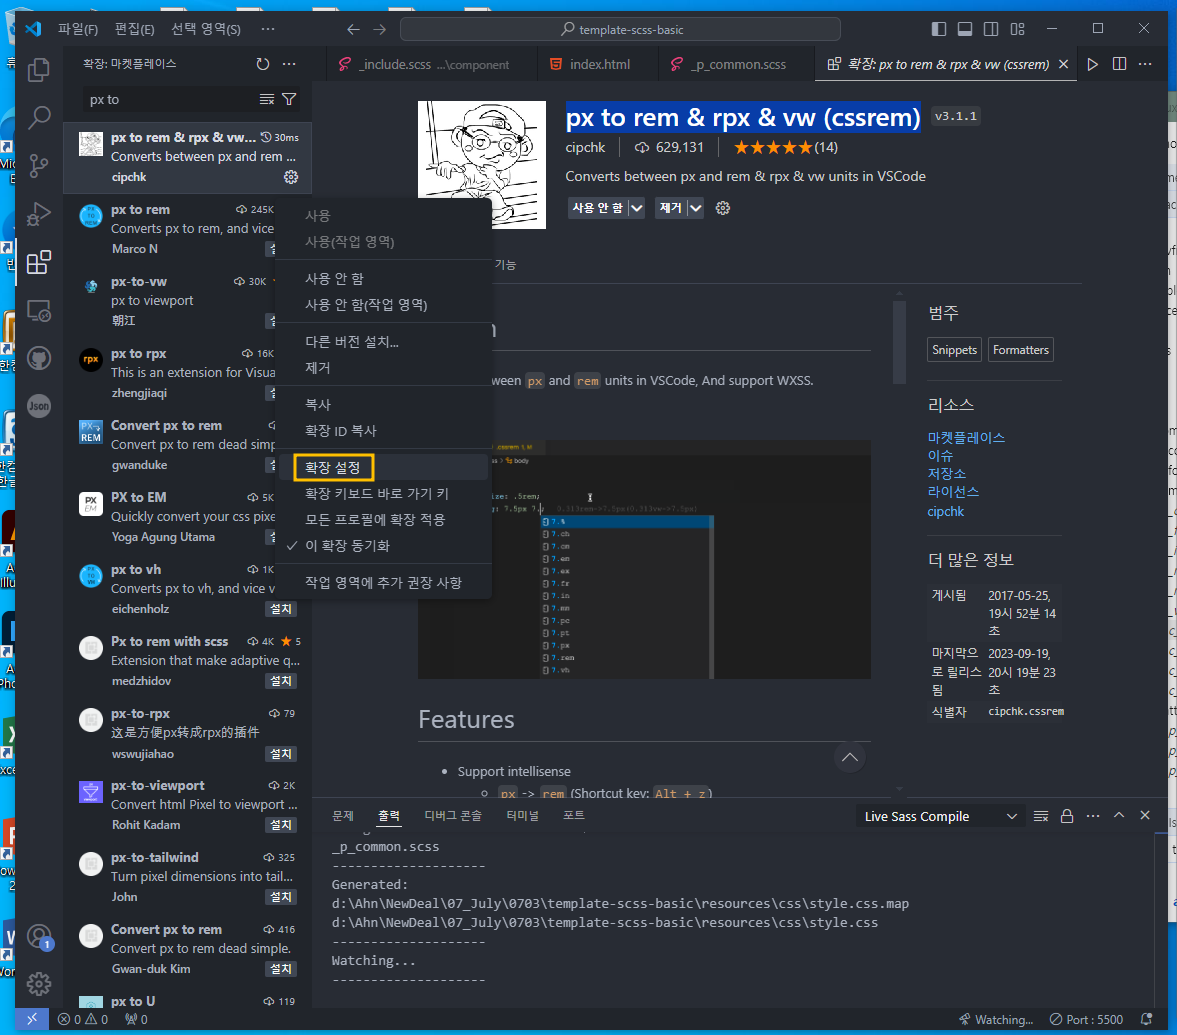 파일(F) 편집(E) 선택 영역(S) ···
template-scss-basic
확장: 마켓플레이스
_include.scss ...\component
index.html
_p_common.scss
확장: px to rem & rpx & vw (cssrem)
px to
px to rem & rpx & vw... 30ms
Converts between px and rem ...
cipchk
px to rem 245K
Converts px to rem, and vice
Marco N
px-to-vw 30K
px to viewport
朝江
px to rpx 16K
This is an extension for Visua
zhengjiaqi
Convert px to rem
Convert px to rem dead simp
gwanduke
PX to EM 5K
Quickly convert your css pixe
Yoga Agung Utama
px to vh 1K
Converts px to vh, and vice v
eichenholz 설치
Px to rem with scss 4K 5
Extension that make adaptive q...
medzhidov 설치
px-to-rpx 79
这是方便px转成rpx的插件
wswujiahao 설치
px-to-viewport 2K
Convert html Pixel to viewport ...
Rohit Kadam 설치
px-to-tailwind 325
Turn pixel dimensions into tail...
John 설치
Convert px to rem 416
Convert px to rem dead simple.
Gwan-duk Kim 설치
px to U 119
사용
사용(작업 영역)
사용 안 함
사용 안 함(작업 영역)
다른 버전 설치...
제거
복사
확장 ID 복사
확장 설정
확장 키보드 바로 가기 키
모든 프로필에 확장 적용
이 확장 동기화
작업 영역에 추가 권장 사항
px to rem & rpx & vw (cssrem) v3.1.1
cipchk 629,131 (14)
Converts between px and rem & rpx & vw units in VSCode
사용 안 함 제거
기능
ween px and rem units in VSCode, And support WXSS.
body
ize: .5rem;
?.5px ?.
?.%
?.ch
?.cm
?.em
?.ex
?.fr
?.in
?.mm
?.pc
?.pt
?.px
?.rem
?.vh
Features
Support intellisense
px -> rem (Shortcut key: Alt + z)
범주
Snippets Formatters
리소스
마켓플레이스
이슈
저장소
라이선스
cipchk
더 많은 정보
게시됨 2017-05-25,
19시 52분 14
초
마지막으 2023-09-19,
로 릴리스 20시 19분 23
됨 초
식별자 cipchk.cssrem
문제 출력 디버그 콘솔 터미널 포트
Live Sass Compile
_p_common.scss
--------------------
Generated:
d:\Ahn\NewDeal\07_July\0703\template-scss-basic\resources\css\style.css.map
d:\Ahn\NewDeal\07_July\0703\template-scss-basic\resources\css\style.css
--------------------
Watching...
--------------------
0 0 0
Watching...
Port : 5500